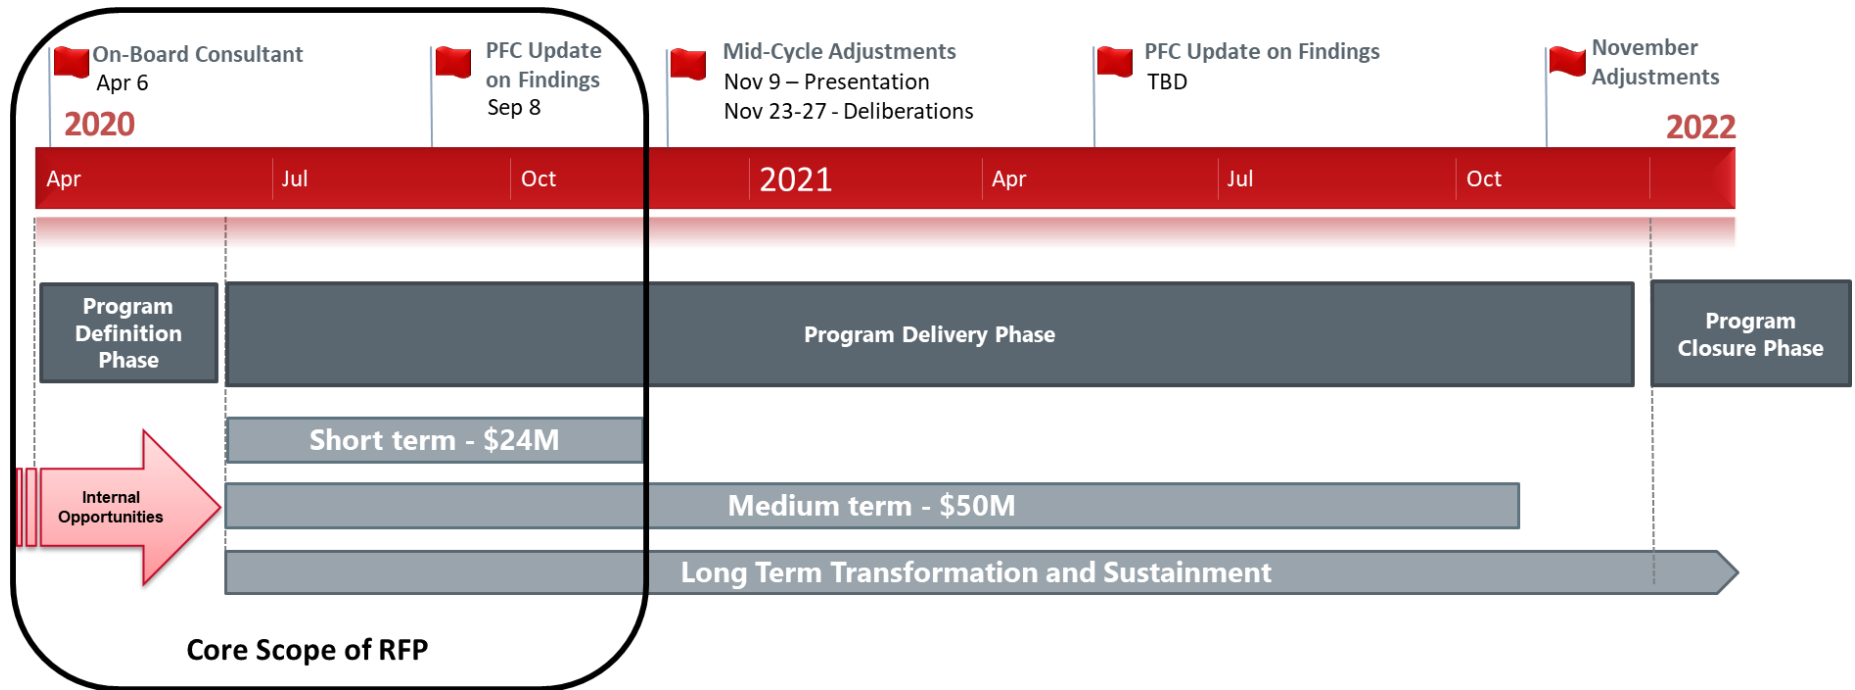 On-Board Consultant
Apr 6
2020
PFC Update
on Findings
Sep 8
Mid-Cycle Adjustments
Nov 9 – Presentation
Nov 23-27 - Deliberations
PFC Update on Findings
TBD
November
Adjustments
2022
Apr
Jul
Oct
2021
Apr
Jul
Oct
Program
Definition
Phase
Program Delivery Phase
Program
Closure Phase
Short term - $24M
Internal
Opportunities
Medium term - $50M
Long Term Transformation and Sustainment
Core Scope of RFP